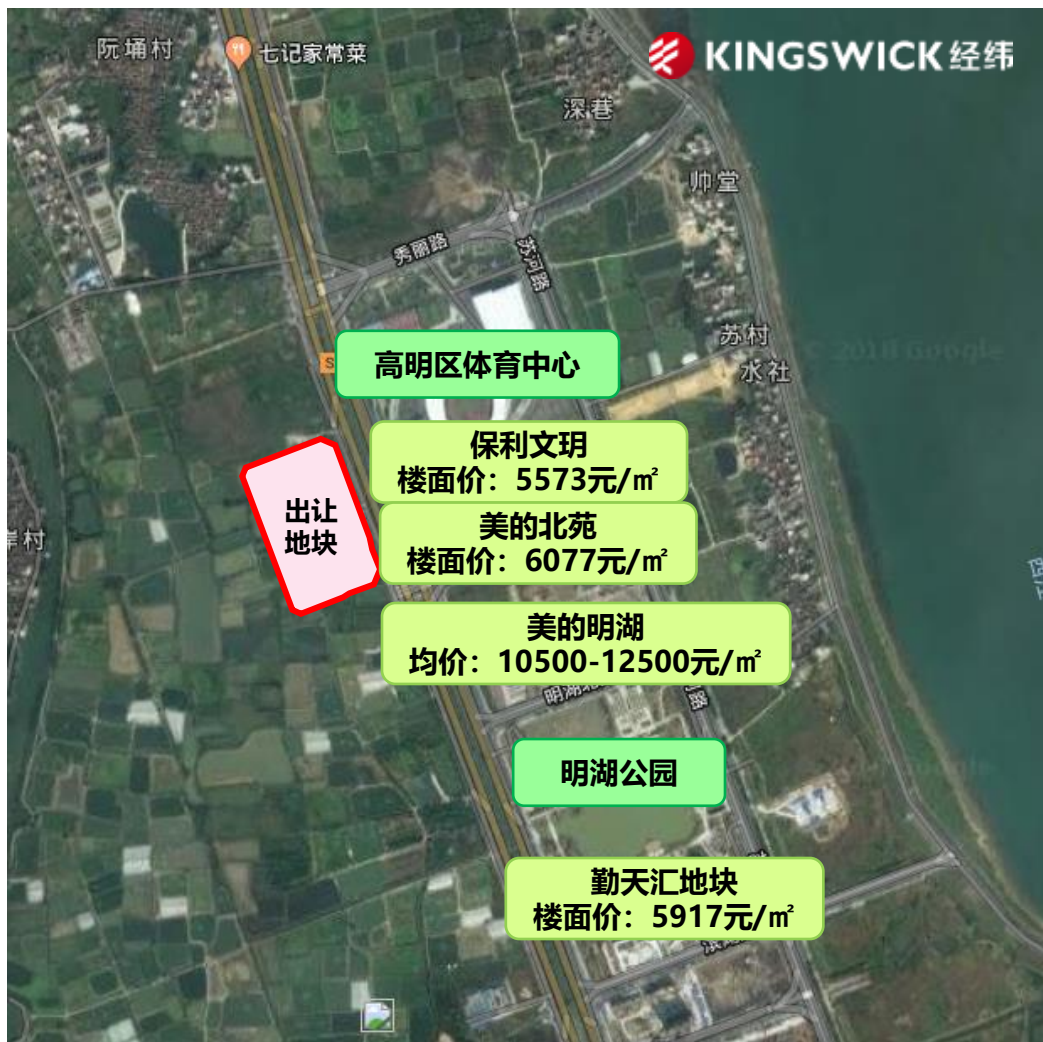 阮埇村
七记家常菜
KINGSWICK经纬
深巷
帅堂
秀丽路
苏河路
苏村
水社
S
高明区体育中心
保利文玥
楼面价：5573元/㎡
出让
地块
美的北苑
楼面价：6077元/㎡
美的明湖
均价：10500-12500元/㎡
明湖
路
明湖公园
勤天汇地块
楼面价：5917元/㎡